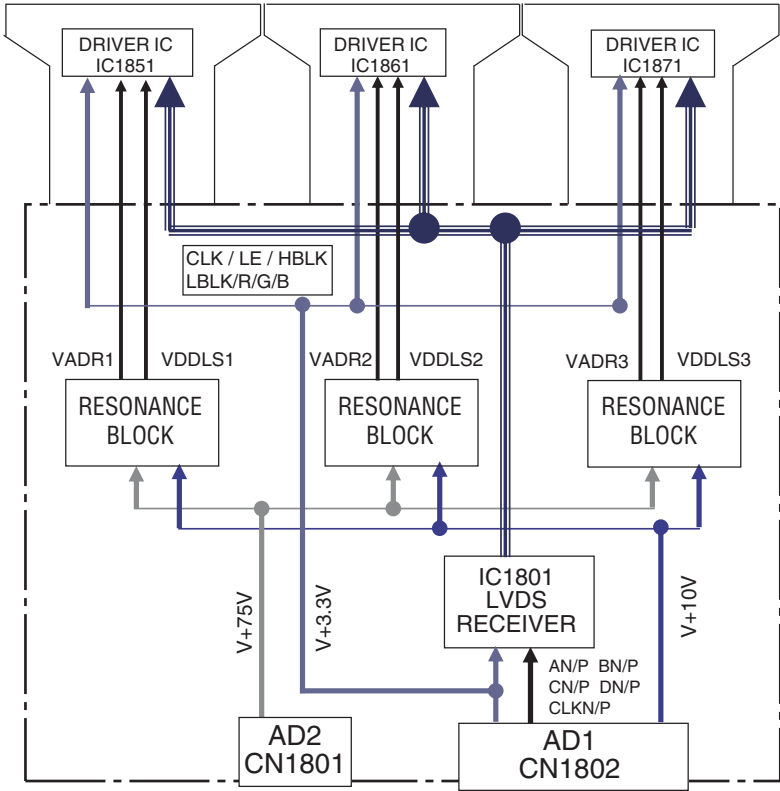 DRIVER IC
IC1851
DRIVER IC
IC1861
DRIVER IC
IC1871
CLK / LE / HBLK
LBLK/R/G/B
VADR1
VDDLS1
VADR2
VDDLS2
VADR3
VDDLS3
RESONANCE
BLOCK
RESONANCE
BLOCK
RESONANCE
BLOCK
V+75V
V+3.3V
IC1801
LVDS
RECEIVER
V+10V
AN/P BN/P
CN/P DN/P
CLKN/P
AD2
CN1801
AD1
CN1802